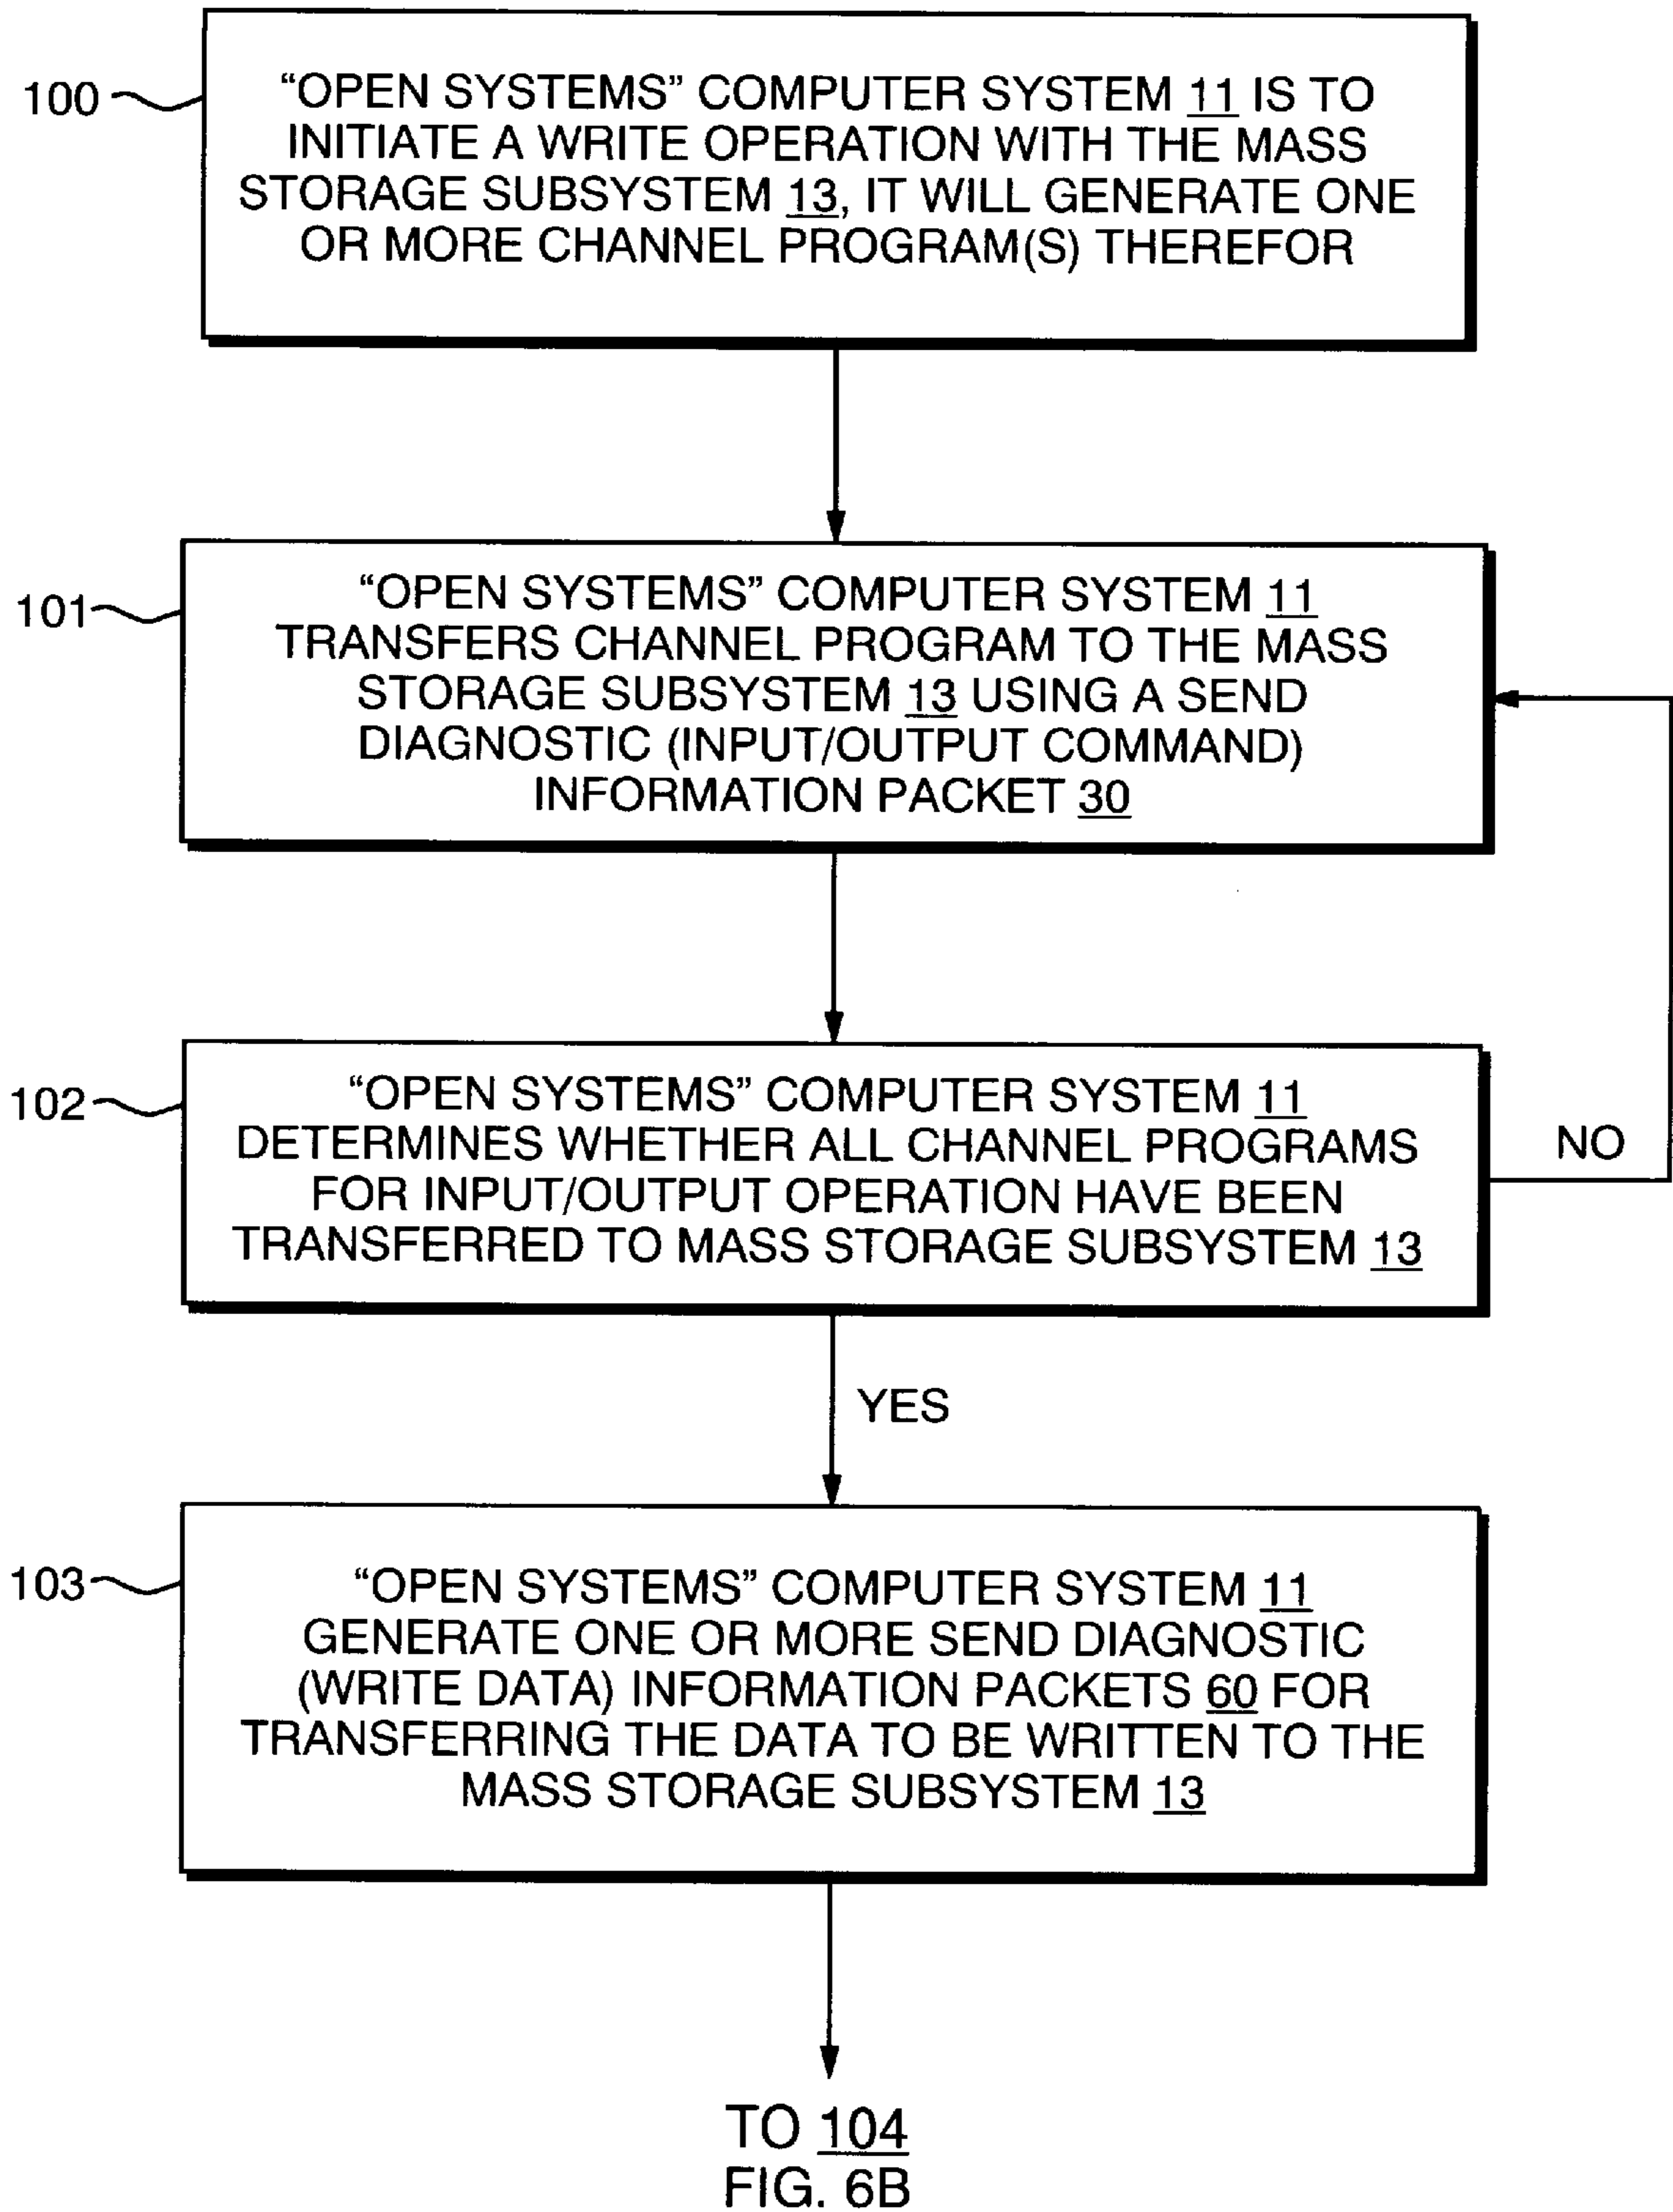 100
“OPEN SYSTEMS” COMPUTER SYSTEM 11 IS TO
INITIATE A WRITE OPERATION WITH THE MASS
STORAGE SUBSYSTEM 13, IT WILL GENERATE ONE
OR MORE CHANNEL PROGRAM(S) THEREFOR
101
“OPEN SYSTEMS” COMPUTER SYSTEM 11
TRANSFERS CHANNEL PROGRAM TO THE MASS
STORAGE SUBSYSTEM 13 USING A SEND
DIAGNOSTIC (INPUT/OUTPUT COMMAND)
INFORMATION PACKET 30
102
“OPEN SYSTEMS” COMPUTER SYSTEM 11
DETERMINES WHETHER ALL CHANNEL PROGRAMS
FOR INPUT/OUTPUT OPERATION HAVE BEEN
TRANSFERRED TO MASS STORAGE SUBSYSTEM 13
NO
YES
103
“OPEN SYSTEMS” COMPUTER SYSTEM 11
GENERATE ONE OR MORE SEND DIAGNOSTIC
(WRITE DATA) INFORMATION PACKETS 60 FOR
TRANSFERRING THE DATA TO BE WRITTEN TO THE
MASS STORAGE SUBSYSTEM 13
TO 104
FIG. 6B